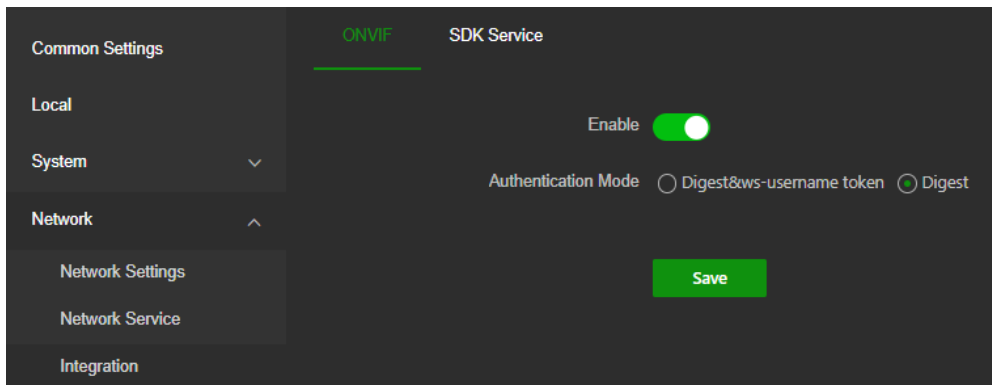 Common Settings
Local
System
Network
Network Settings
Network Service
Integration
ONVIF SDK Service
Enable
Authentication Mode Digest&ws-username token Digest
Save